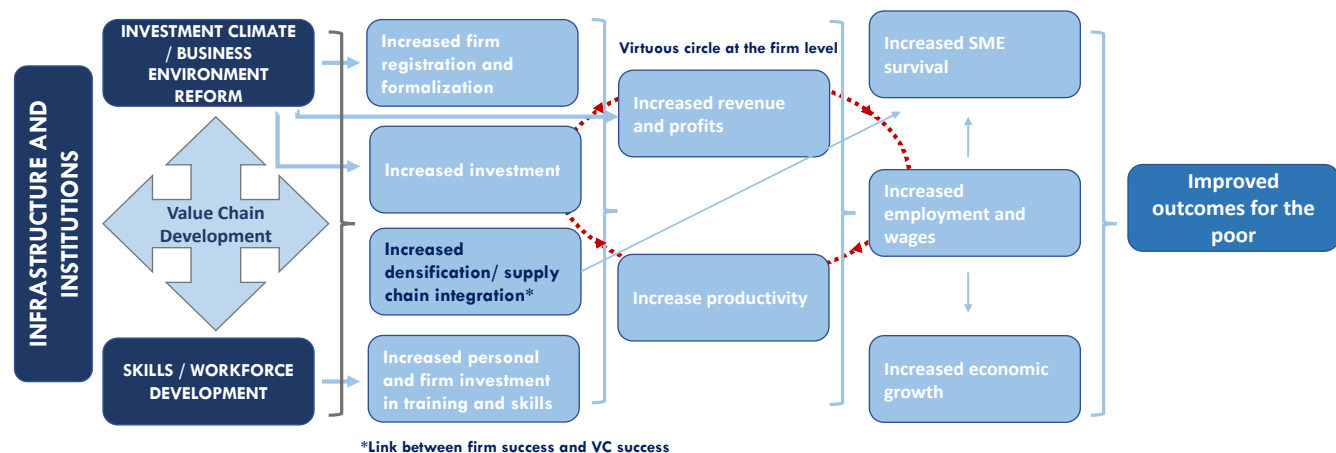 INFRASTRUCTURE AND
INSTITUTIONS
INVESTMENT CLIMATE
/ BUSINESS
ENVIRONMENT
REFORM
Value Chain
Development
SKILLS / WORKFORCE
DEVELOPMENT
Increased firm
registration and
formalization
Increased investment
Increased
densification/ supply
chain integration*
Increased personal
and firm investment
in training and skills
*Link between firm success and VC success
Virtuous circle at the firm level
Increased revenue
and profits
Increase productivity
Increased SME
survival
Increased
employment and
wages
Increased economic
growth
Improved
outcomes for the
poor